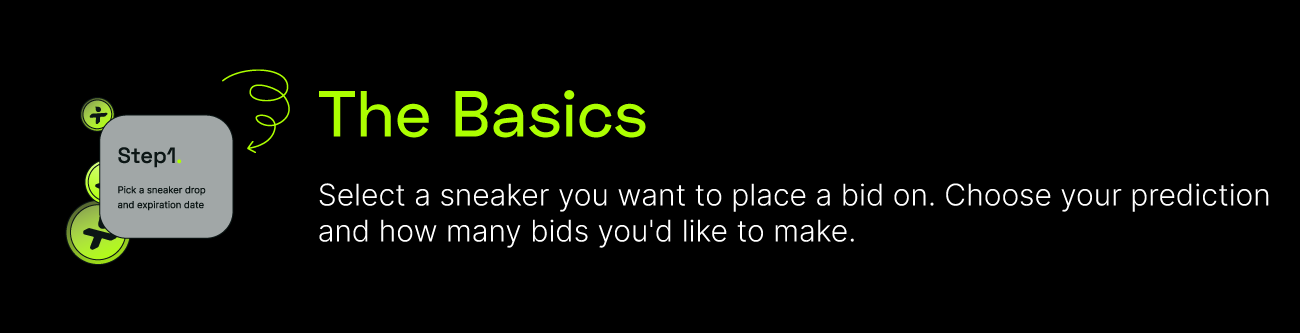 The Basics
Step1.
Pick a sneaker drop
and expiration date
Select a sneaker you want to place a bid on. Choose your prediction
and how many bids you'd like to make.